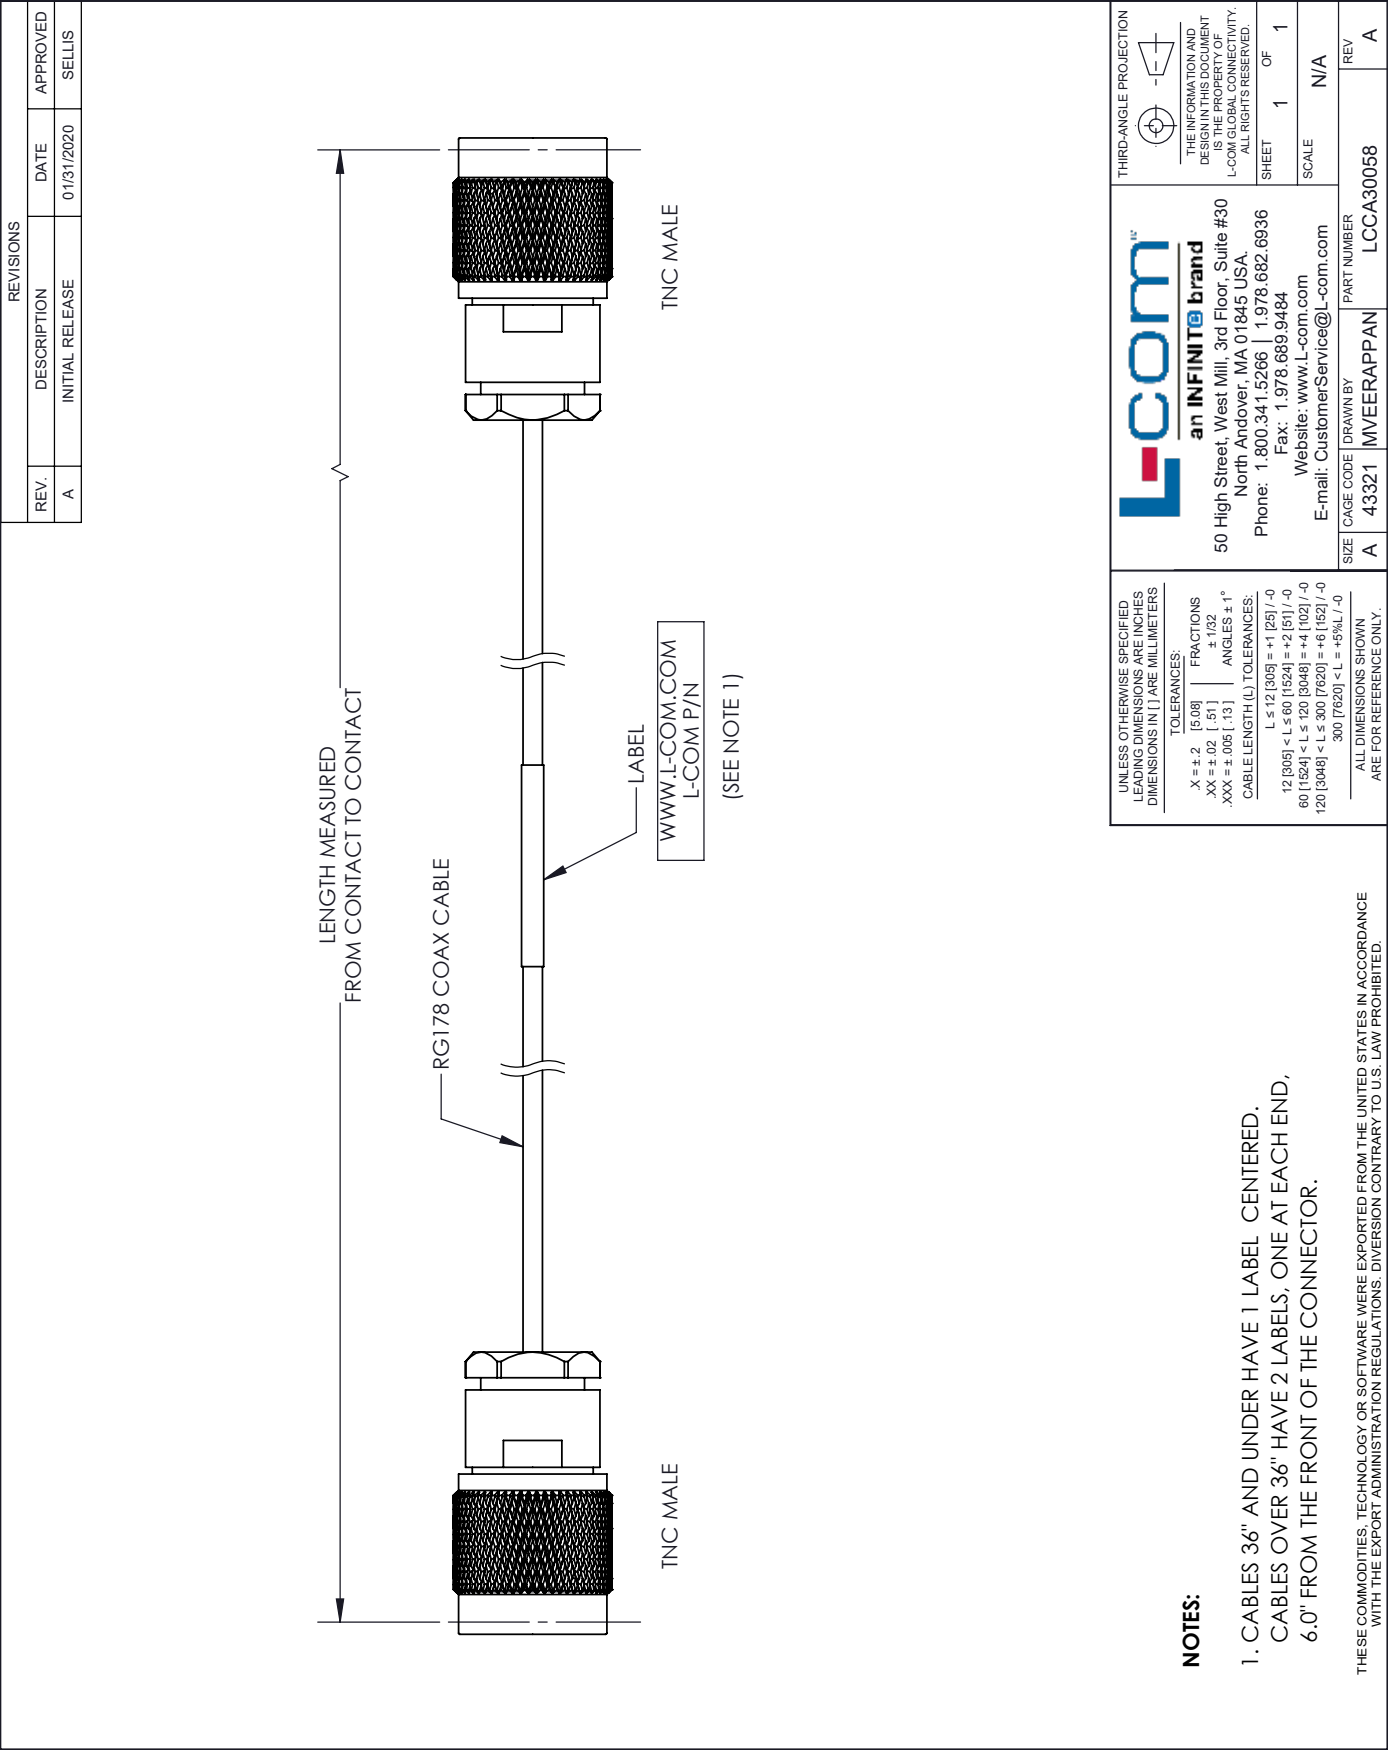 REVISIONS
REV.
DESCRIPTION
DATE
APPROVED
A
INITIAL RELEASE
01/31/2020
SELLIS
LENGTH MEASURED
FROM CONTACT TO CONTACT
RG178 COAX CABLE
LABEL
WWW.L-COM.COM
L-COM P/N
(SEE NOTE 1)
TNC MALE
TNC MALE
NOTES:
1. CABLES 36" AND UNDER HAVE 1 LABEL CENTERED.
CABLES OVER 36" HAVE 2 LABELS, ONE AT EACH END,
6.0" FROM THE FRONT OF THE CONNECTOR.
THESE COMMODITIES, TECHNOLOGY OR SOFTWARE WERE EXPORTED FROM THE UNITED STATES IN ACCORDANCE
WITH THE EXPORT ADMINISTRATION REGULATIONS. DIVERSION CONTRARY TO U.S. LAW PROHIBITED.
UNLESS OTHERWISE SPECIFIED
LEADING DIMENSIONS ARE INCHES
DIMENSIONS IN [ ] ARE MILLIMETERS
TOLERANCES:
.X = ± .2 [5.08] FRACTIONS
.XX = ± .02 [ .51 ] ± 1/32
.XXX = ± .005 [ .13 ] ANGLES ± 1°
CABLE LENGTH (L) TOLERANCES:
L ≤ 12 [305] = +1 [25] / -0
12 [305] < L ≤ 60 [1524] = +2 [51] / -0
60 [1524] < L ≤ 120 [3048] = +4 [102] / -0
120 [3048] < L ≤ 300 [7620] = +6 [152] / -0
300 [7620] < L = +5%L / -0
ALL DIMENSIONS SHOWN
ARE FOR REFERENCE ONLY.
L-com
an INFINITe brand
50 High Street, West Mill, 3rd Floor, Suite #30
North Andover, MA 01845 USA.
Phone: 1.800.341.5266 | 1.978.682.6936
Fax: 1.978.689.9484
Website: www.L-com.com
E-mail: CustomerService@L-com.com
THIRD-ANGLE PROJECTION
THE INFORMATION AND
DESIGN IN THIS DOCUMENT
IS THE PROPERTY OF
L-COM GLOBAL CONNECTIVITY.
ALL RIGHTS RESERVED.
SHEET 1 OF 1
SCALE N/A
SIZE
A
CAGE CODE
43321
DRAWN BY
MVEERAPPAN
PART NUMBER
LCCA30058
REV
A